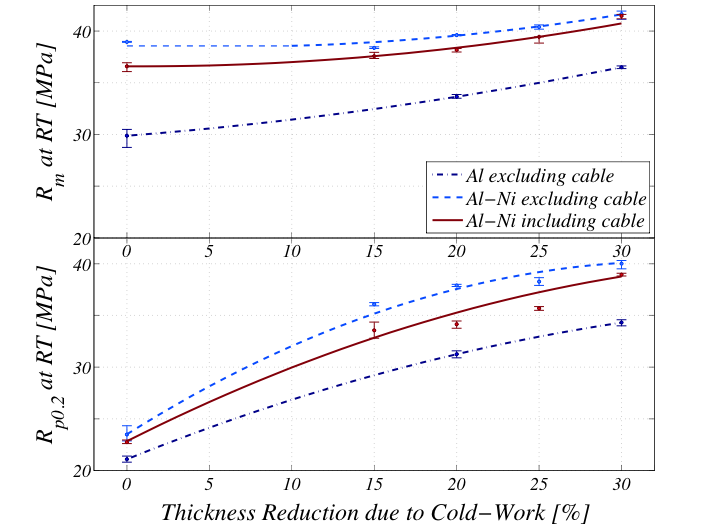 R_m at RT [MPa]
40
30
20
Al excluding cable
Al−Ni excluding cable
Al−Ni including cable
0 5 10 15 20 25 30
R_p0.2 at RT [MPa]
40
30
20
0 5 10 15 20 25 30
Thickness Reduction due to Cold−Work [%]